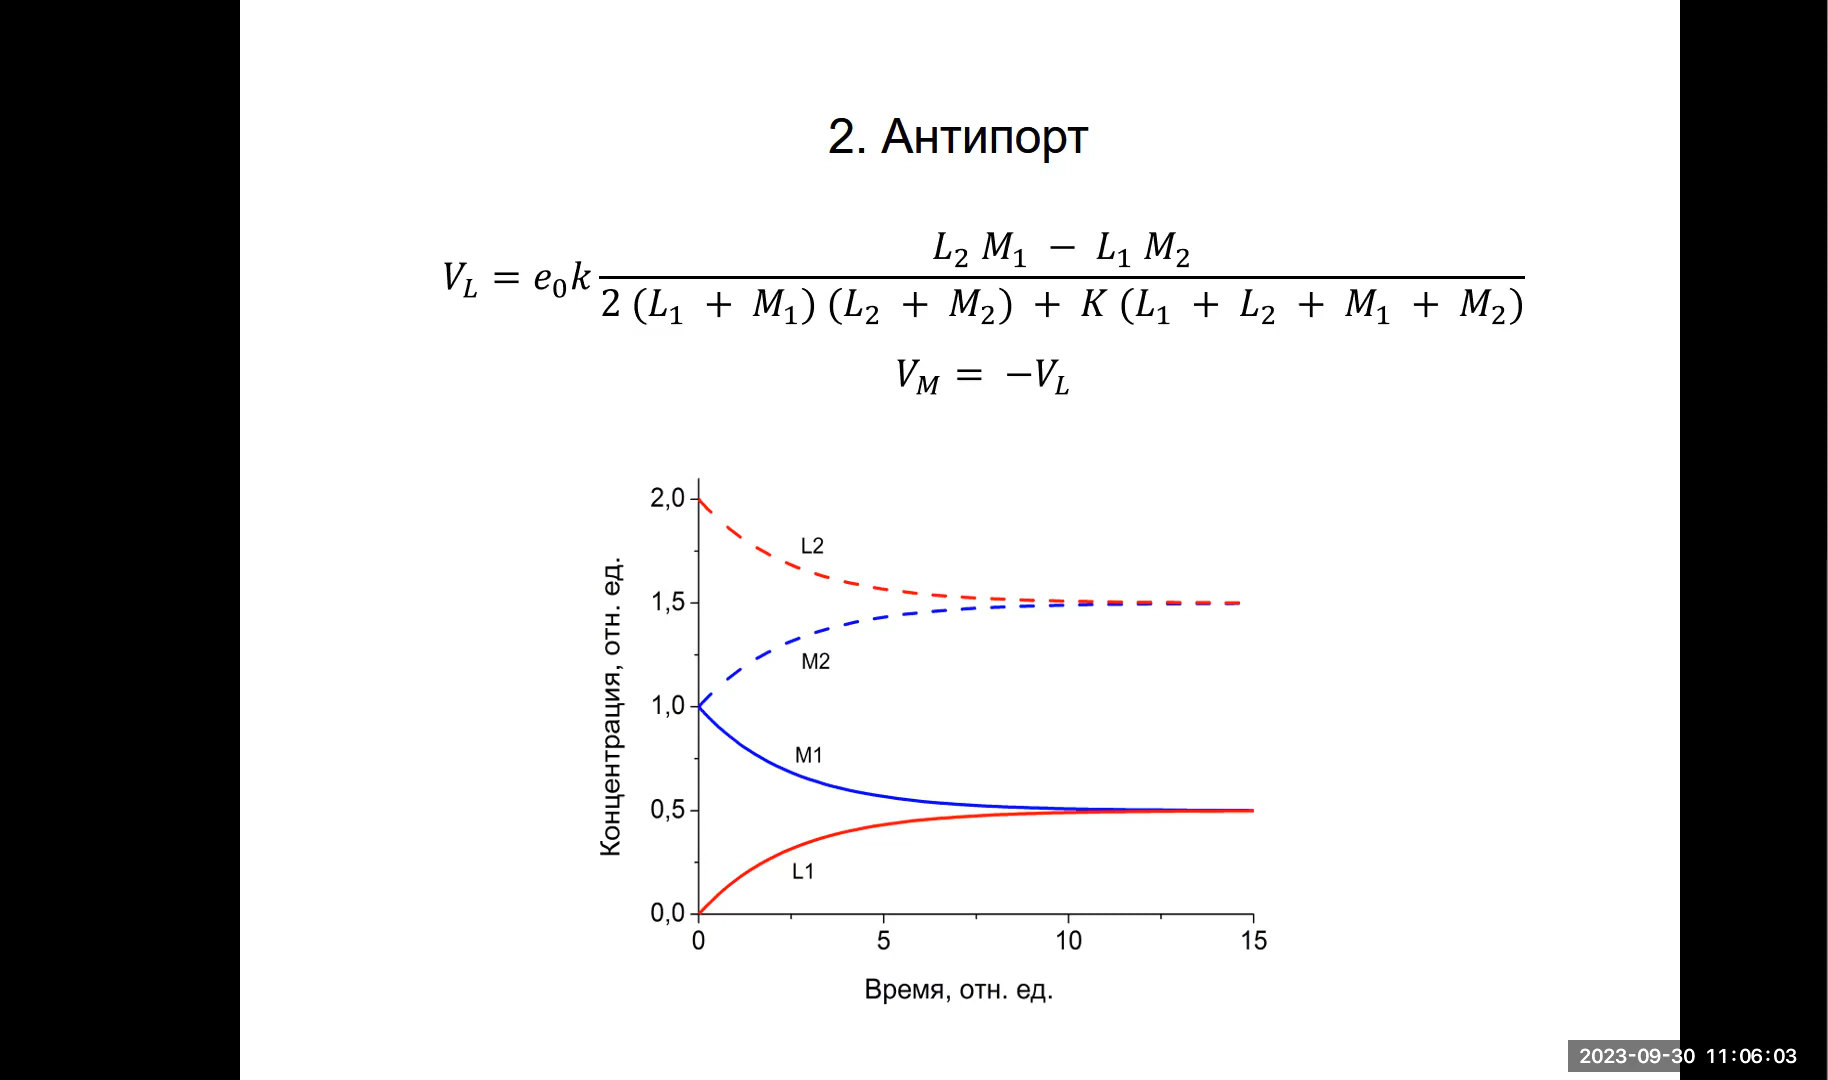 2. Антипорт
V_L = e_0 k \frac{L_2 M_1 − L_1 M_2}{2 (L_1 + M_1) (L_2 + M_2) + K (L_1 + L_2 + M_1 + M_2)}
V_M = −V_L
2,0
L2
1,5
M2
1,0
M1
0,5
L1
0,0
0 5 10 15
Концентрация, отн. ед.
Время, отн. ед.
2023-09-30 11:06:03